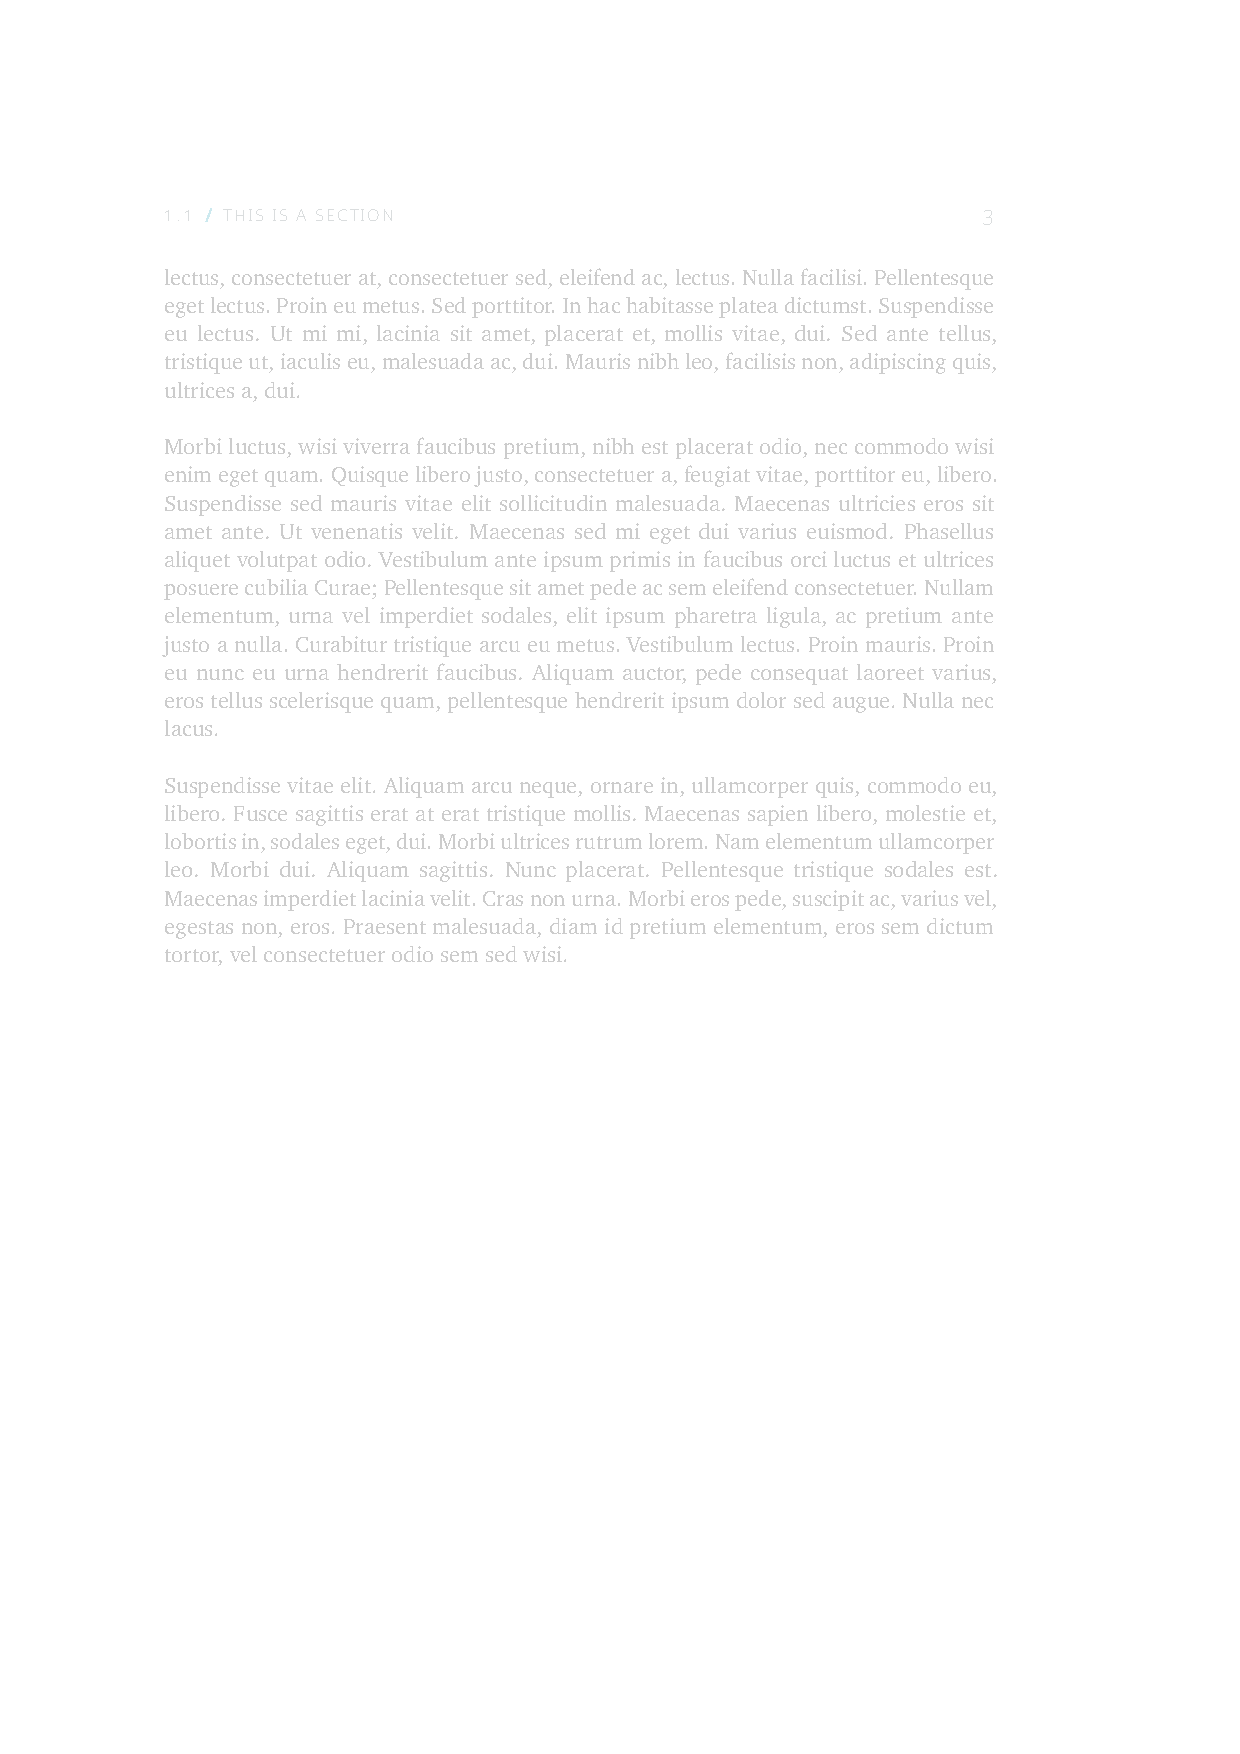 1.1 / THIS IS A SECTION 3
lectus, consectetuer at, consectetuer sed, eleifend ac, lectus. Nulla facilisi. Pellentesque
eget lectus. Proin eu metus. Sed porttitor. In hac habitasse platea dictumst. Suspendisse
eu lectus. Ut mi mi, lacinia sit amet, placerat et, mollis vitae, dui. Sed ante tellus,
tristique ut, iaculis eu, malesuada ac, dui. Mauris nibh leo, facilisis non, adipiscing quis,
ultrices a, dui.
Morbi luctus, wisi viverra faucibus pretium, nibh est placerat odio, nec commodo wisi
enim eget quam. Quisque libero justo, consectetuer a, feugiat vitae, porttitor eu, libero.
Suspendisse sed mauris vitae elit sollicitudin malesuada. Maecenas ultricies eros sit
amet ante. Ut venenatis velit. Maecenas sed mi eget dui varius euismod. Phasellus
aliquet volutpat odio. Vestibulum ante ipsum primis in faucibus orci luctus et ultrices
posuere cubilia Curae; Pellentesque sit amet pede ac sem eleifend consectetuer. Nullam
elementum, urna vel imperdiet sodales, elit ipsum pharetra ligula, ac pretium ante
justo a nulla. Curabitur tristique arcu eu metus. Vestibulum lectus. Proin mauris. Proin
eu nunc eu urna hendrerit faucibus. Aliquam auctor, pede consequat laoreet varius,
eros tellus scelerisque quam, pellentesque hendrerit ipsum dolor sed augue. Nulla nec
lacus.
Suspendisse vitae elit. Aliquam arcu neque, ornare in, ullamcorper quis, commodo eu,
libero. Fusce sagittis erat at erat tristique mollis. Maecenas sapien libero, molestie et,
lobortis in, sodales eget, dui. Morbi ultrices rutrum lorem. Nam elementum ullamcorper
leo. Morbi dui. Aliquam sagittis. Nunc placerat. Pellentesque tristique sodales est.
Maecenas imperdiet lacinia velit. Cras non urna. Morbi eros pede, suscipit ac, varius vel,
egestas non, eros. Praesent malesuada, diam id pretium elementum, eros sem dictum
tortor, vel consectetuer odio sem sed wisi.